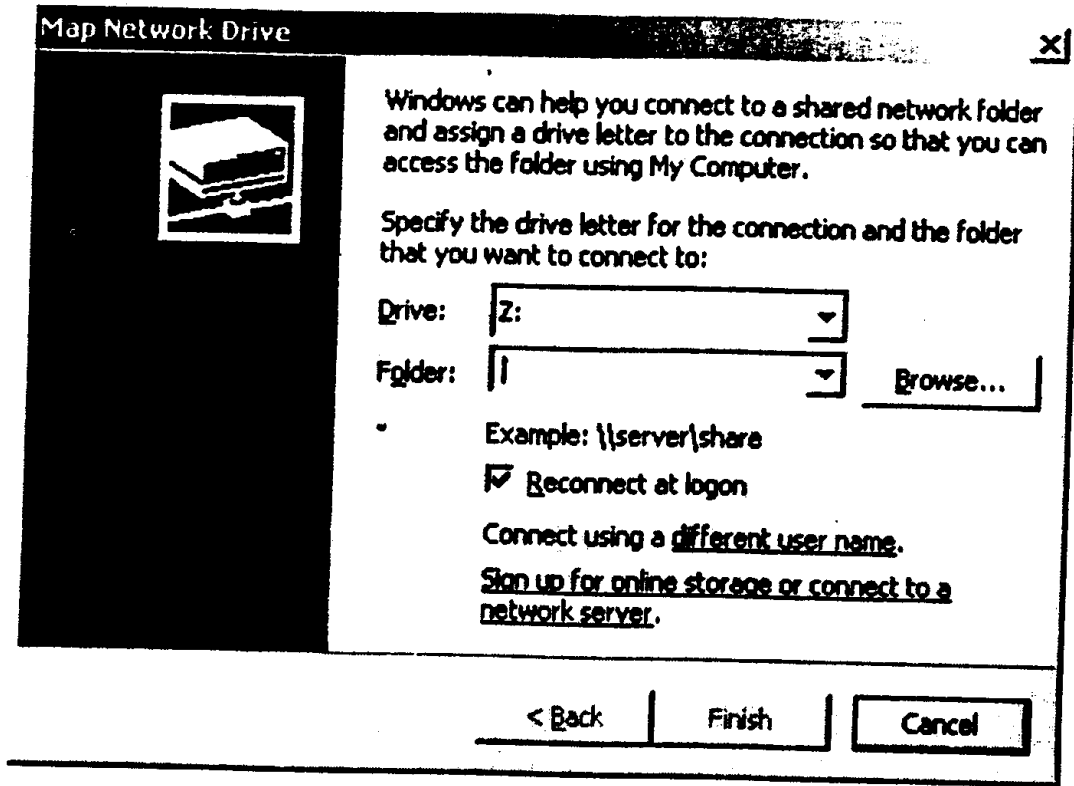 Map Network Drive
Windows can help you connect to a shared network folder
and assign a drive letter to the connection so that you can
access the folder using My Computer.
Specify the drive letter for the connection and the folder
that you want to connect to:
Drive: Z:
Folder: Browse...
Example: \\server\share
Reconnect at logon
Connect using a different user name.
Sign up for online storage or connect to a
network server.
< Back Finish Cancel